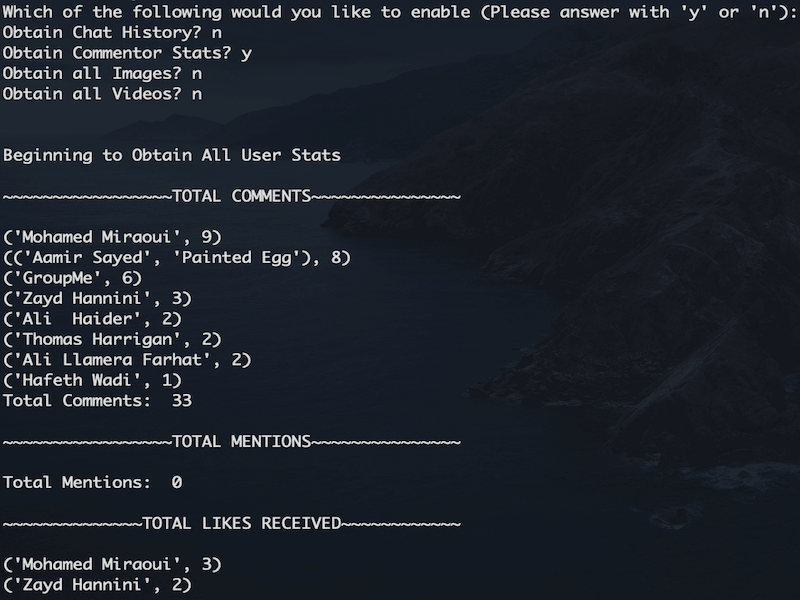 Which of the following would you like to enable (Please answer with 'y' or 'n'):
Obtain Chat History? n
Obtain Commentor Stats? y
Obtain all Images? n
Obtain all Videos? n
Beginning to Obtain All User Stats
~~~~~~~~~~~~~~~~~TOTAL COMMENTS~~~~~~~~~~~~~~~
('Mohamed Miraoui', 9)
(('Aamir Sayed', 'Painted Egg'), 8)
('GroupMe', 6)
('Zayd Hannini', 3)
('Ali  Haider', 2)
('Thomas Harrigan', 2)
('Ali Llamera Farhat', 2)
('Hafeth Wadi', 1)
Total Comments:  33
~~~~~~~~~~~~~~~~~TOTAL MENTIONS~~~~~~~~~~~~~~~
Total Mentions:  0
~~~~~~~~~~~~~~TOTAL LIKES RECEIVED~~~~~~~~~~~~
('Mohamed Miraoui', 3)
('Zayd Hannini', 2)